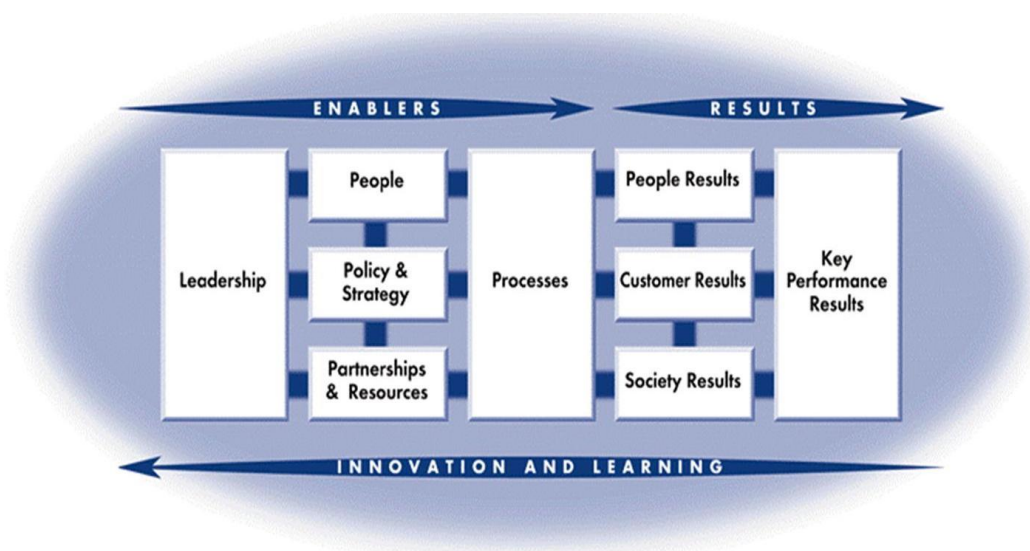 ENABLERS
RESULTS
Leadership
People
Policy &
Strategy
Partnerships
& Resources
Processes
People Results
Customer Results
Society Results
Key
Performance
Results
INNOVATION AND LEARNING